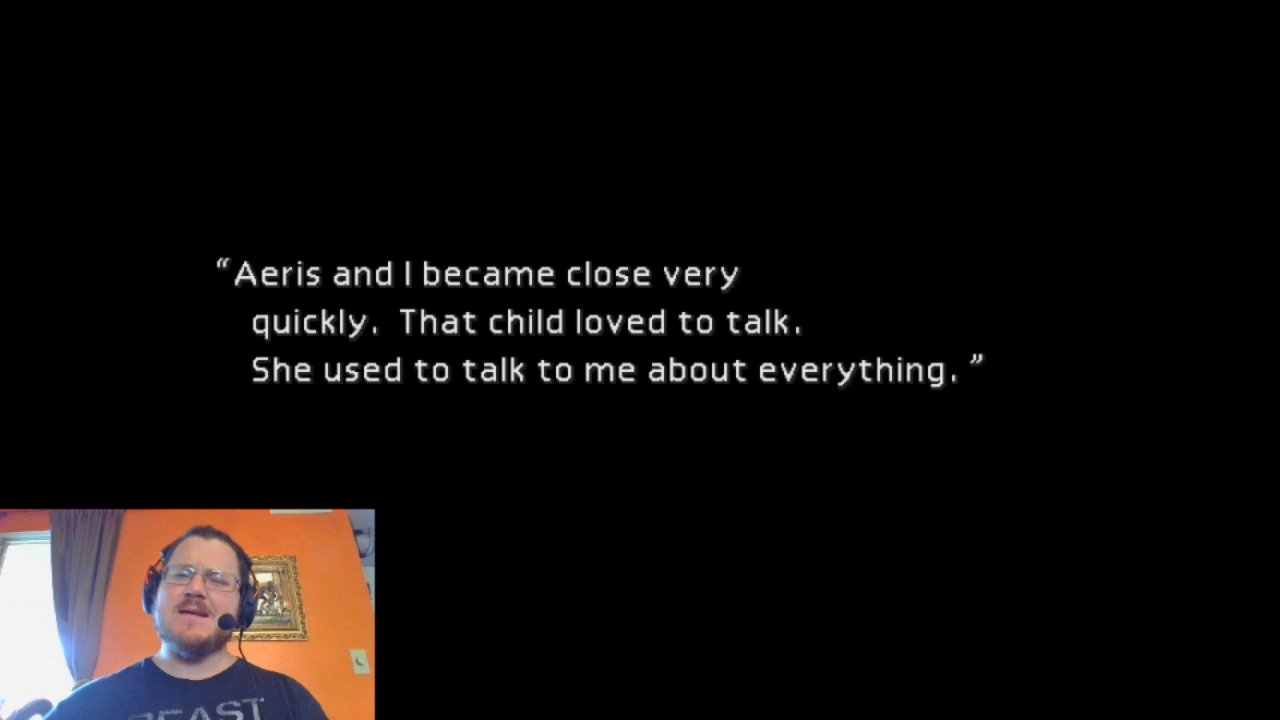 “Aeris and I became close very
quickly. That child loved to talk.
She used to talk to me about everything.”
BEAST